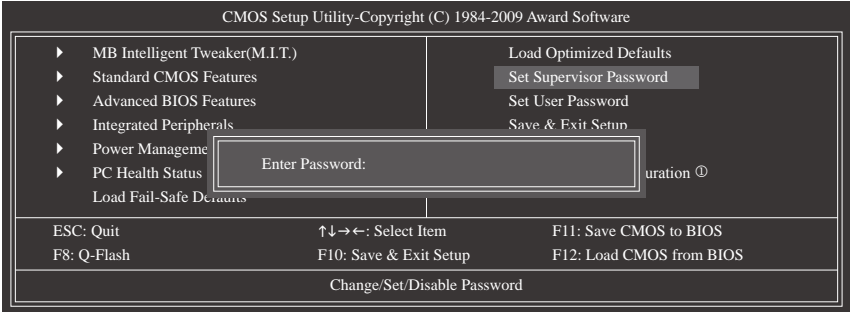 CMOS Setup Utility-Copyright (C) 1984-2009 Award Software
MB Intelligent Tweaker(M.I.T.)
Standard CMOS Features
Advanced BIOS Features
Integrated Peripherals
Power Manageme
PC Health Status
Load Fail-Safe Defaults
Load Optimized Defaults
Set Supervisor Password
Set User Password
Save & Exit Setup
uration ①
Enter Password:
ESC: Quit ↑↓→←: Select Item F11: Save CMOS to BIOS
F8: Q-Flash F10: Save & Exit Setup F12: Load CMOS from BIOS
Change/Set/Disable Password